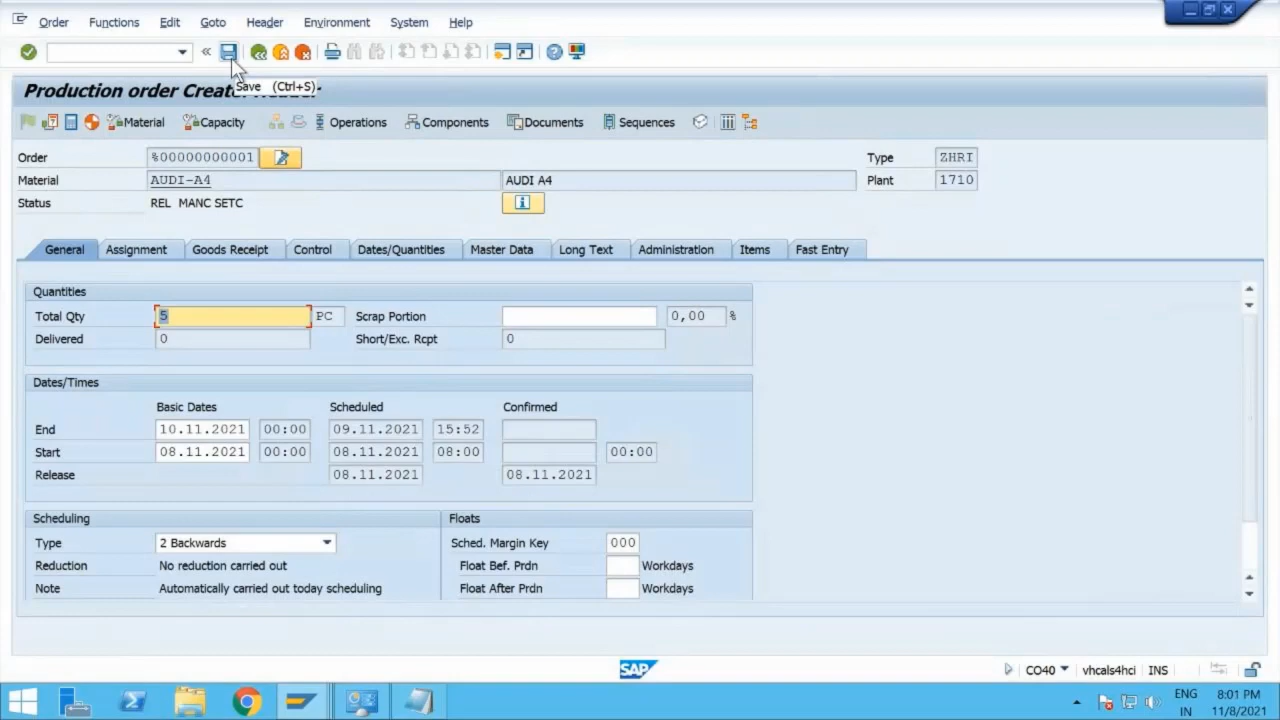 Order Functions Edit Goto Header Environment System Help
Save (Ctrl+S)
Production order Create:
Material Capacity Operations Components Documents Sequences
Order %00000000001 Type ZHRI
Material AUDI-A4 AUDI A4 Plant 1710
Status REL MANC SETC
General Assignment Goods Receipt Control Dates/Quantities Master Data Long Text Administration Items Fast Entry
Quantities
Total Qty 5 PC Scrap Portion 0,00 %
Delivered 0 Short/Exc. Rcpt 0
Dates/Times
Basic Dates Scheduled Confirmed
End 10.11.2021 00:00 09.11.2021 15:52
Start 08.11.2021 00:00 08.11.2021 08:00 00:00
Release 08.11.2021 08.11.2021
Scheduling Floats
Type 2 Backwards Sched. Margin Key 000
Reduction No reduction carried out Float Bef. Prdn Workdays
Note Automatically carried out today scheduling Float After Prdn Workdays
SAP CO40 vhcals4hci INS
ENG 8:01 PM
IN 11/8/2021